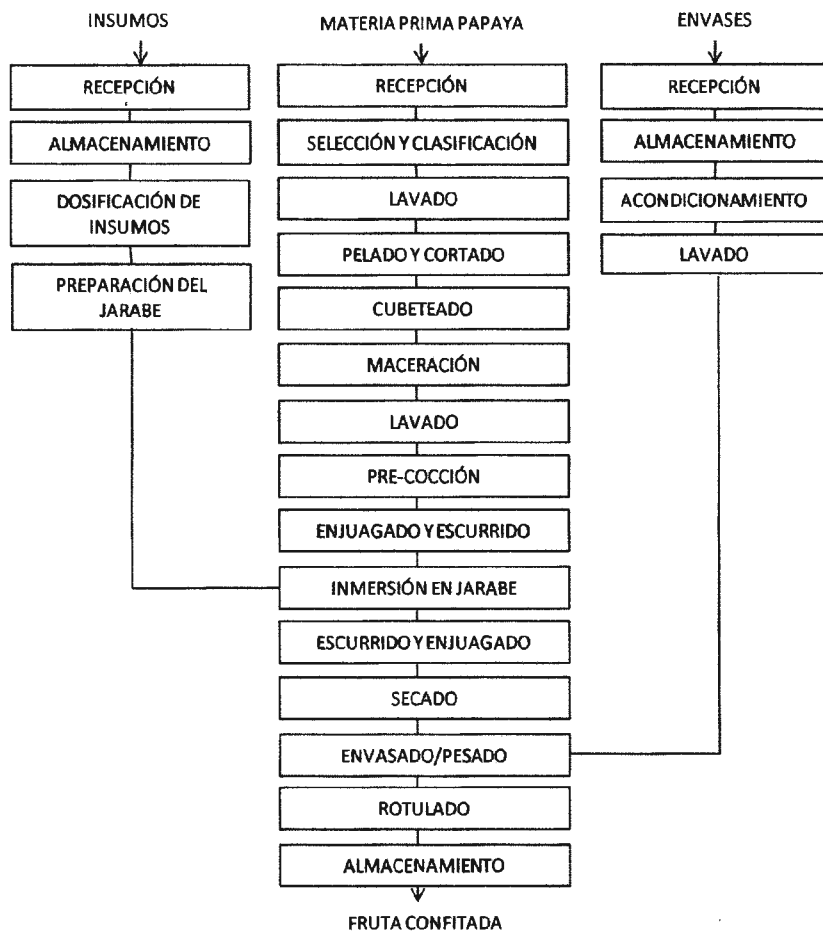 INSUMOS
RECEPCIÓN
ALMACENAMIENTO
DOSIFICACIÓN DE
INSUMOS
PREPARACIÓN DEL
JARABE
MATERIA PRIMA PAPAYA
RECEPCIÓN
SELECCIÓN Y CLASIFICACIÓN
LAVADO
PELADO Y CORTADO
CUBETEADO
MACERACIÓN
LAVADO
PRE-COCCIÓN
ENJUAGADO Y ESCURRIDO
INMERSIÓN EN JARABE
ESCURRIDO Y ENJUAGADO
SECADO
ENVASADO/PESADO
ROTULADO
ALMACENAMIENTO
FRUTA CONFITADA
ENVASES
RECEPCIÓN
ALMACENAMIENTO
ACONDICIONAMIENTO
LAVADO